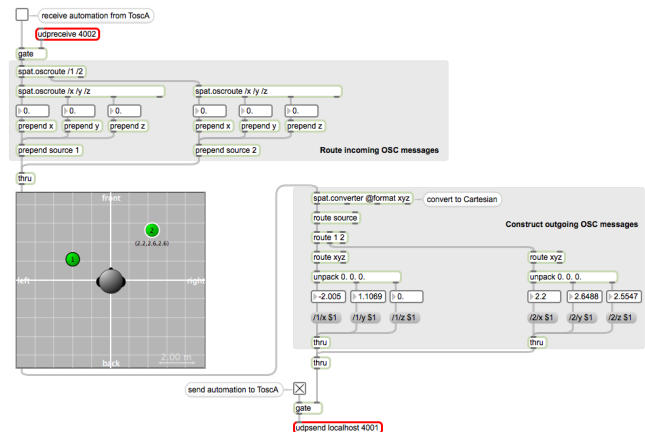 receive automation from ToscA
udpreceive 4002
gate
spat.oscroute /1 /2
spat.oscroute /x /y /z
spat.oscroute /x /y /z
0.
0.
0.
0.
0.
0.
prepend x
prepend y
prepend z
prepend x
prepend y
prepend z
prepend source 1
prepend source 2
Route incoming OSC messages
thru
front
2
(2.2,2.6,2.6)
1
left
right
back
2.00 m
spat.converter @format xyz
convert to Cartesian
route source
Construct outgoing OSC messages
route 1 2
route xyz
route xyz
unpack 0. 0. 0.
unpack 0. 0. 0.
-2.005
1.1069
0.
2.2
2.6488
2.5547
/1/x $1
/1/y $1
/1/z $1
/2/x $1
/2/y $1
/2/z $1
thru
thru
thru
send automation to ToscA
gate
udpsend localhost 4001